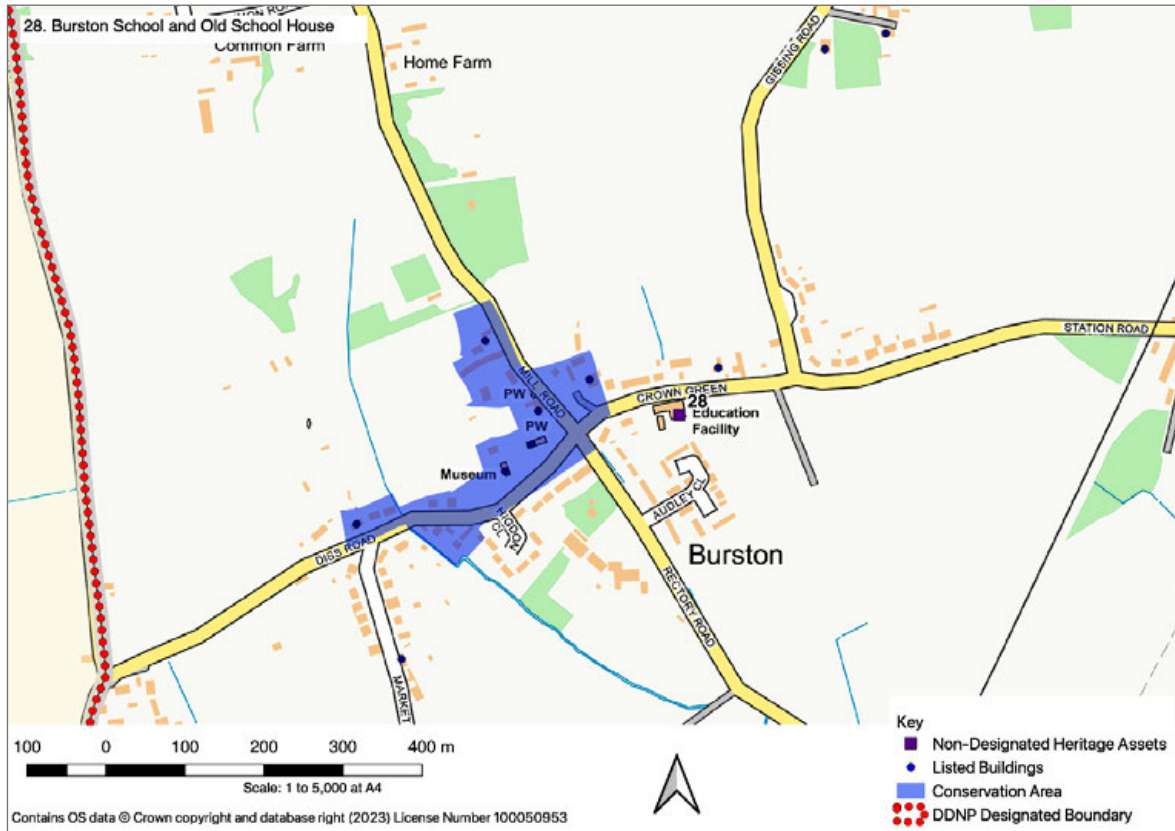 28. Burston School and Old School House
Common Farm
Home Farm
GISSING ROAD
STATION ROAD
MILL ROAD
CROWN GREEN
PW
28
Education
Facility
PW
Museum
HIGDON
CL
AUDLEY CL
DISS ROAD
Burston
RECTORY ROAD
MARKET
100 0 100 200 300 400 m
Scale: 1 to 5,000 at A4
Key
Non-Designated Heritage Assets
Listed Buildings
Conservation Area
DDNP Designated Boundary
Contains OS data © Crown copyright and database right (2023) License Number 100050953